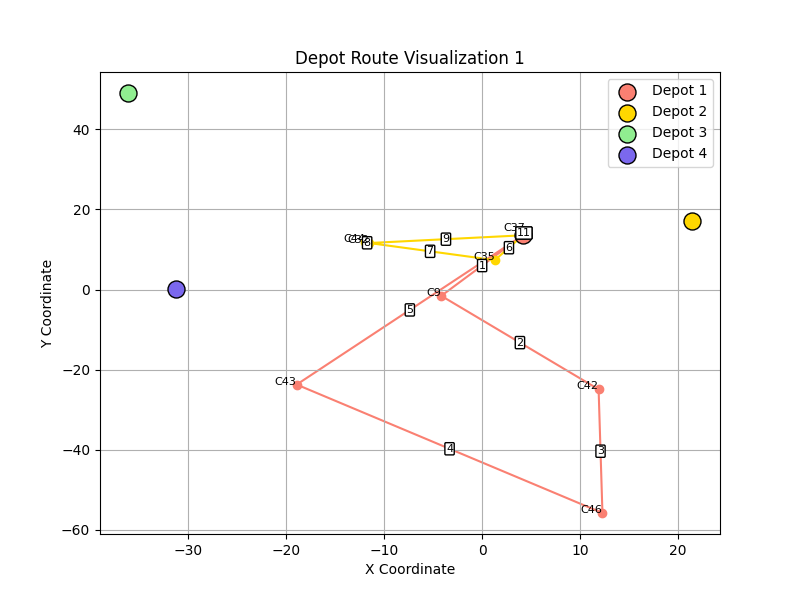 Depot Route Visualization 1
Depot 1
Depot 2
Depot 3
Depot 4
Y Coordinate
40
20
0
−20
−40
−60
C37
11
9
8
7
6
C35
1
C9
5
2
C43
C42
4
3
C46
−30
−20
−10
0
10
20
X Coordinate